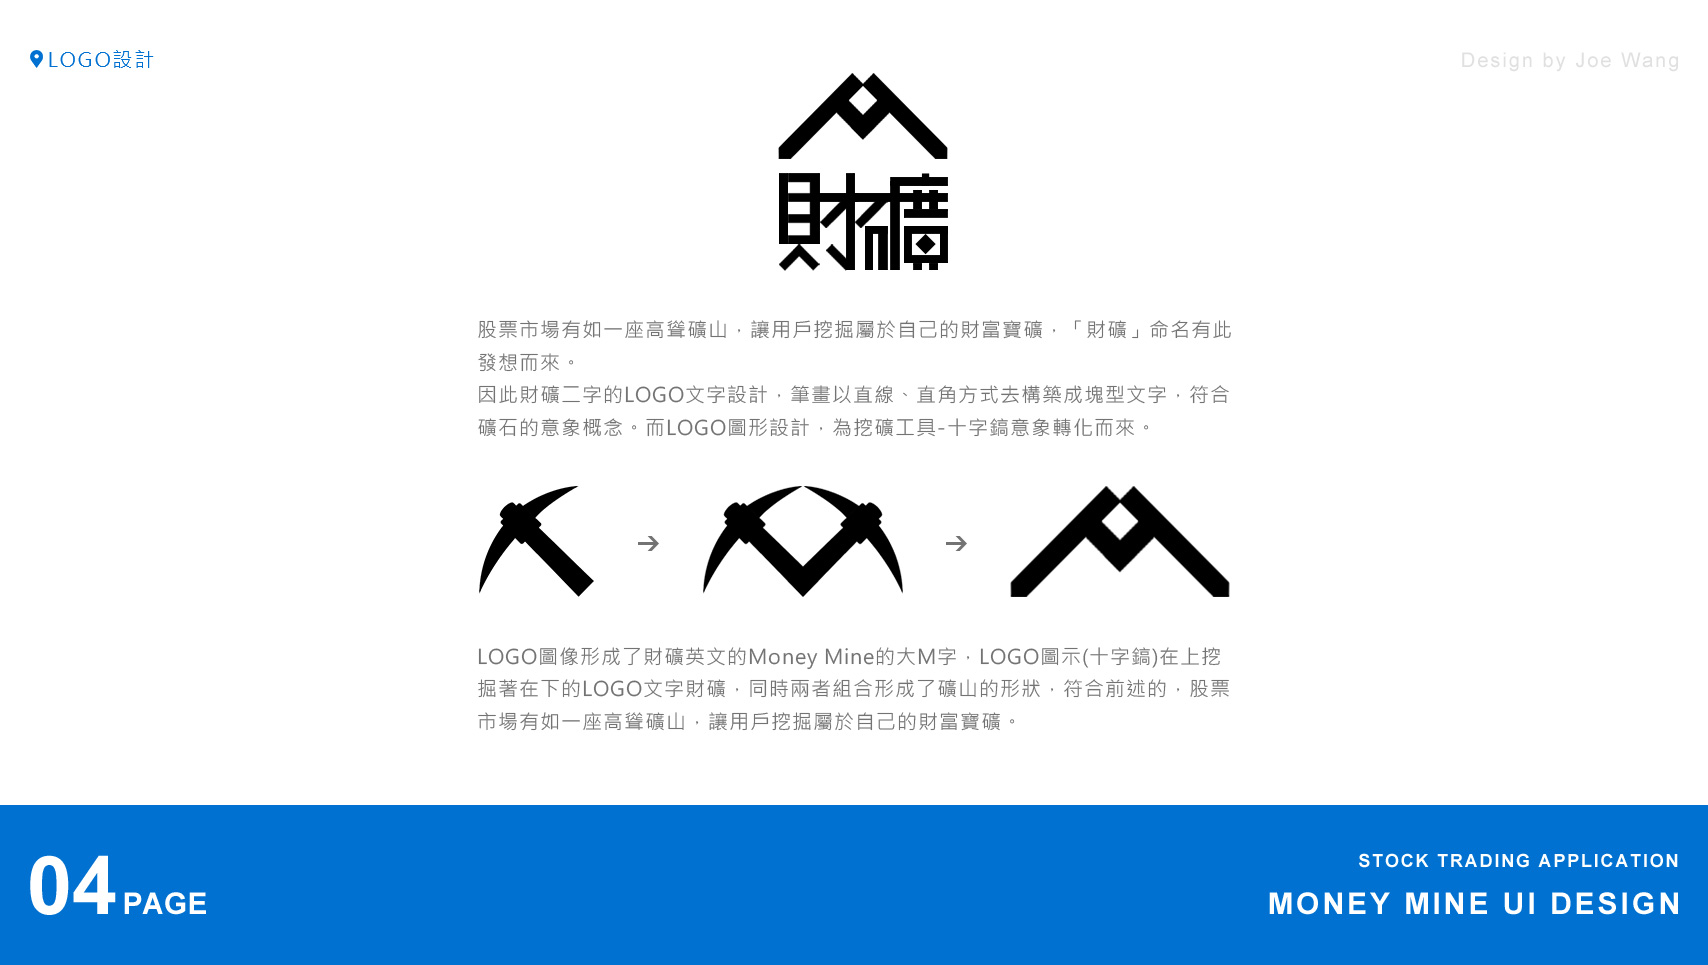 LOGO設計
Design by Joe Wang
財礦
股票市場有如一座高聳礦山，讓用戶挖掘屬於自己的財富寶礦，「財礦」命名有此
發想而來。
因此財礦二字的LOGO文字設計，筆畫以直線、直角方式去構築成塊型文字，符合
礦石的意象概念。而LOGO圖形設計，為挖礦工具-十字鎬意象轉化而來。
LOGO圖像形成了財礦英文的Money Mine的大M字，LOGO圖示(十字鎬)在上挖
掘著在下的LOGO文字財礦，同時兩者組合形成了礦山的形狀，符合前述的，股票
市場有如一座高聳礦山，讓用戶挖掘屬於自己的財富寶礦。
04 PAGE
STOCK TRADING APPLICATION
MONEY MINE UI DESIGN